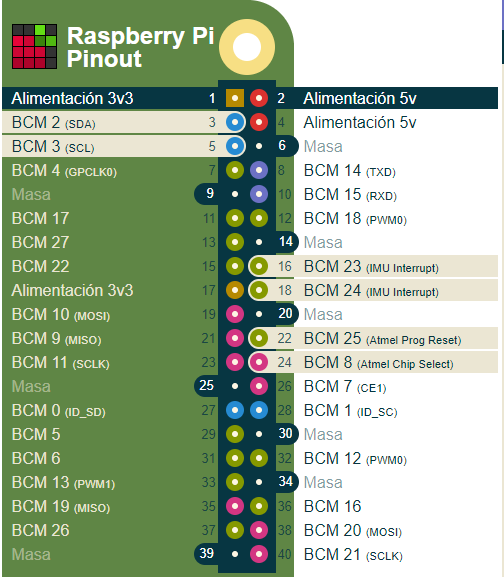 Raspberry Pi
Pinout
Alimentación 3v3 1 2 Alimentación 5v
BCM 2 (SDA) 3 4 Alimentación 5v
BCM 3 (SCL) 5 6 Masa
BCM 4 (GPCLK0) 7 8 BCM 14 (TXD)
Masa 9 10 BCM 15 (RXD)
BCM 17 11 12 BCM 18 (PWM0)
BCM 27 13 14 Masa
BCM 22 15 16 BCM 23 (IMU Interrupt)
Alimentación 3v3 17 18 BCM 24 (IMU Interrupt)
BCM 10 (MOSI) 19 20 Masa
BCM 9 (MISO) 21 22 BCM 25 (Atmel Prog Reset)
BCM 11 (SCLK) 23 24 BCM 8 (Atmel Chip Select)
Masa 25 26 BCM 7 (CE1)
BCM 0 (ID_SD) 27 28 BCM 1 (ID_SC)
BCM 5 29 30 Masa
BCM 6 31 32 BCM 12 (PWM0)
BCM 13 (PWM1) 33 34 Masa
BCM 19 (MISO) 35 36 BCM 16
BCM 26 37 38 BCM 20 (MOSI)
Masa 39 40 BCM 21 (SCLK)